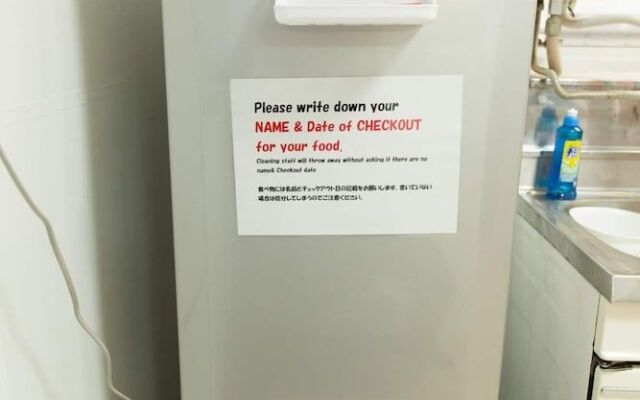 Please write down your
NAME & Date of CHECKOUT
for your food.
Cleaning staff will throw away without asking if there are no
name& Checkout date
食べ物には名前とチェックアウト日の記載をお願いします。書いていない
場合は処分してしまうのでご注意ください。